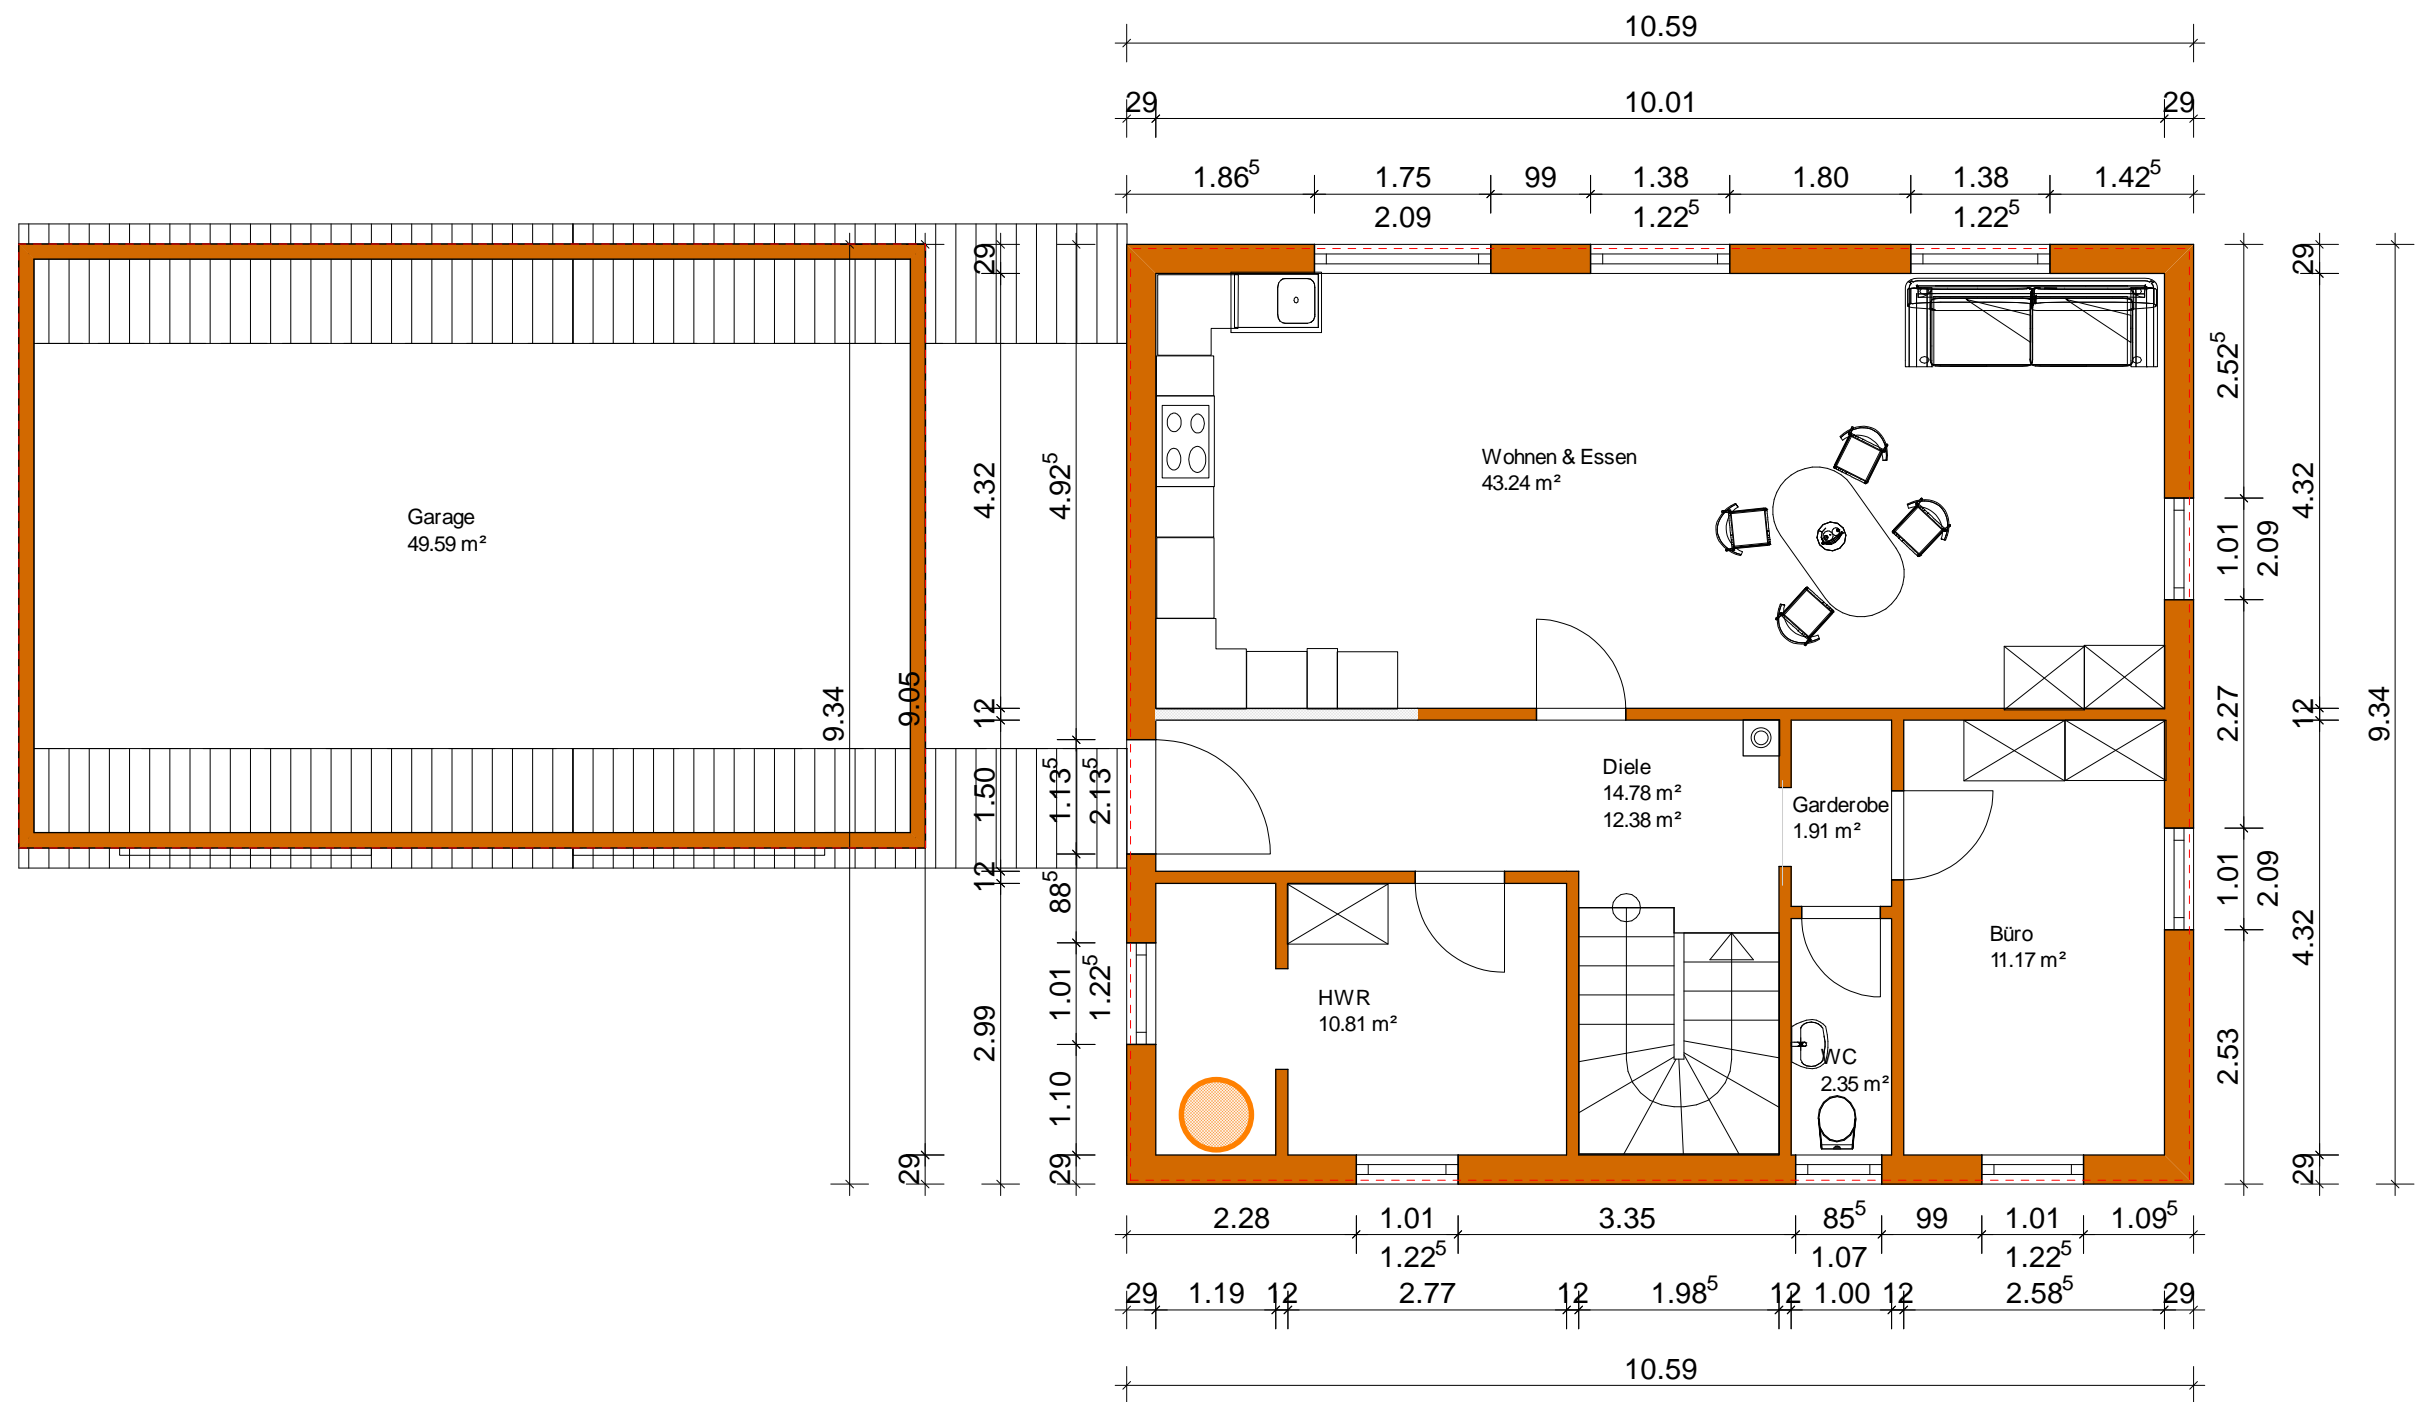 10.59
29 10.01 29
1.86⁵ 1.75 99 1.38 1.80 1.38 1.42⁵
2.09 1.22⁵ 1.22⁵
29
4.32
12
1.50
12
2.99
4.92⁵
1.13⁵
2.13⁵
88⁵
1.01
1.22⁵
1.10
29
9.34
9.05
29
Garage
49.59 m²
Wohnen & Essen
43.24 m²
Diele
14.78 m²
12.38 m²
Garderobe
1.91 m²
Büro
11.17 m²
HWR
10.81 m²
WC
2.35 m²
2.52⁵
1.01
2.09
2.27
1.01
2.09
2.53
29
4.32
12
4.32
29
9.34
2.28 1.01 3.35 85⁵ 99 1.01 1.09⁵
1.22⁵ 1.07 1.22⁵
29 1.19 12 2.77 12 1.98⁵ 12 1.00 12 2.58⁵ 29
10.59